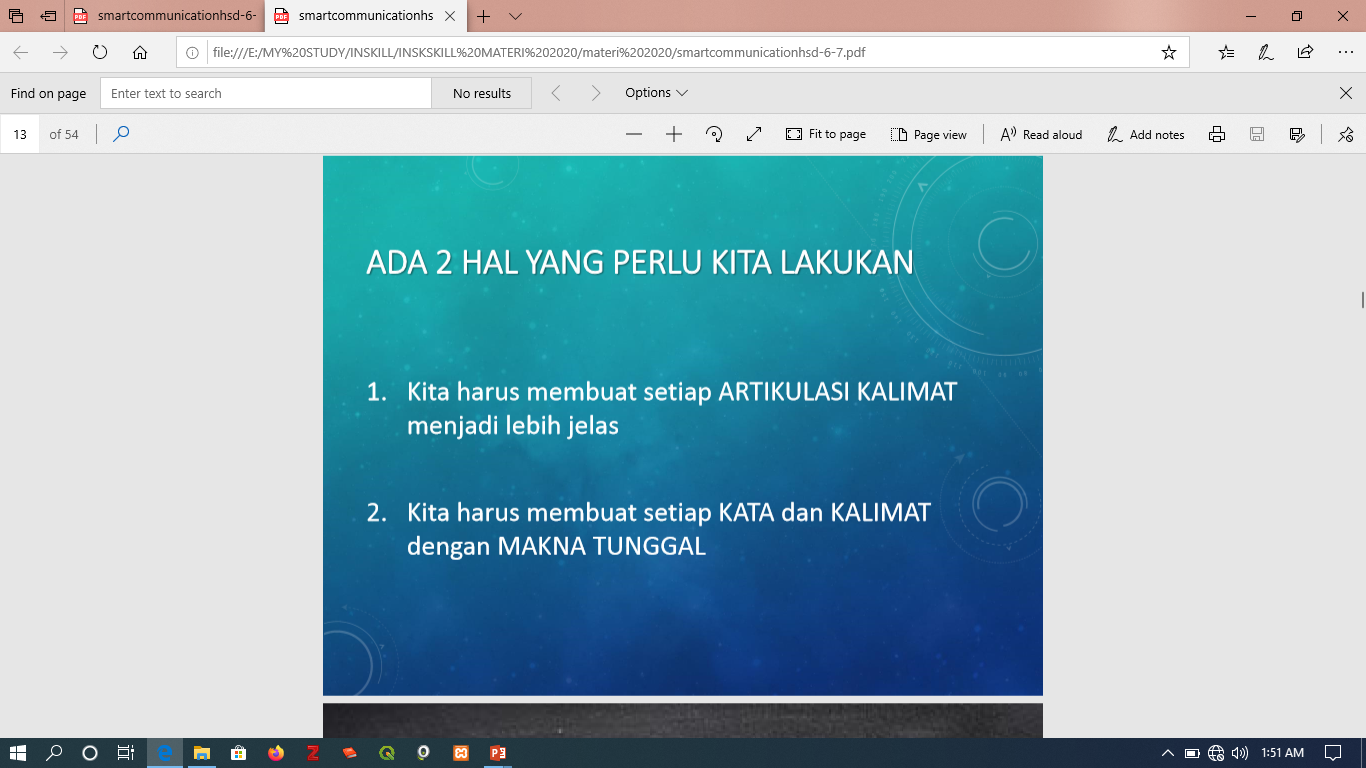 smartcommunicationhsd-6-
smartcommunicationhs
file:///E:/MY%20STUDY/INSKILL/INSKSKILL%20MATERI%202020/materi%202020/smartcommunicationhsd-6-7.pdf
Find on page
Enter text to search
No results
Options
13 of 54
Fit to page
Page view
Read aloud
Add notes
ADA 2 HAL YANG PERLU KITA LAKUKAN
1. Kita harus membuat setiap ARTIKULASI KALIMAT
menjadi lebih jelas
2. Kita harus membuat setiap KATA dan KALIMAT
dengan MAKNA TUNGGAL
1:51 AM